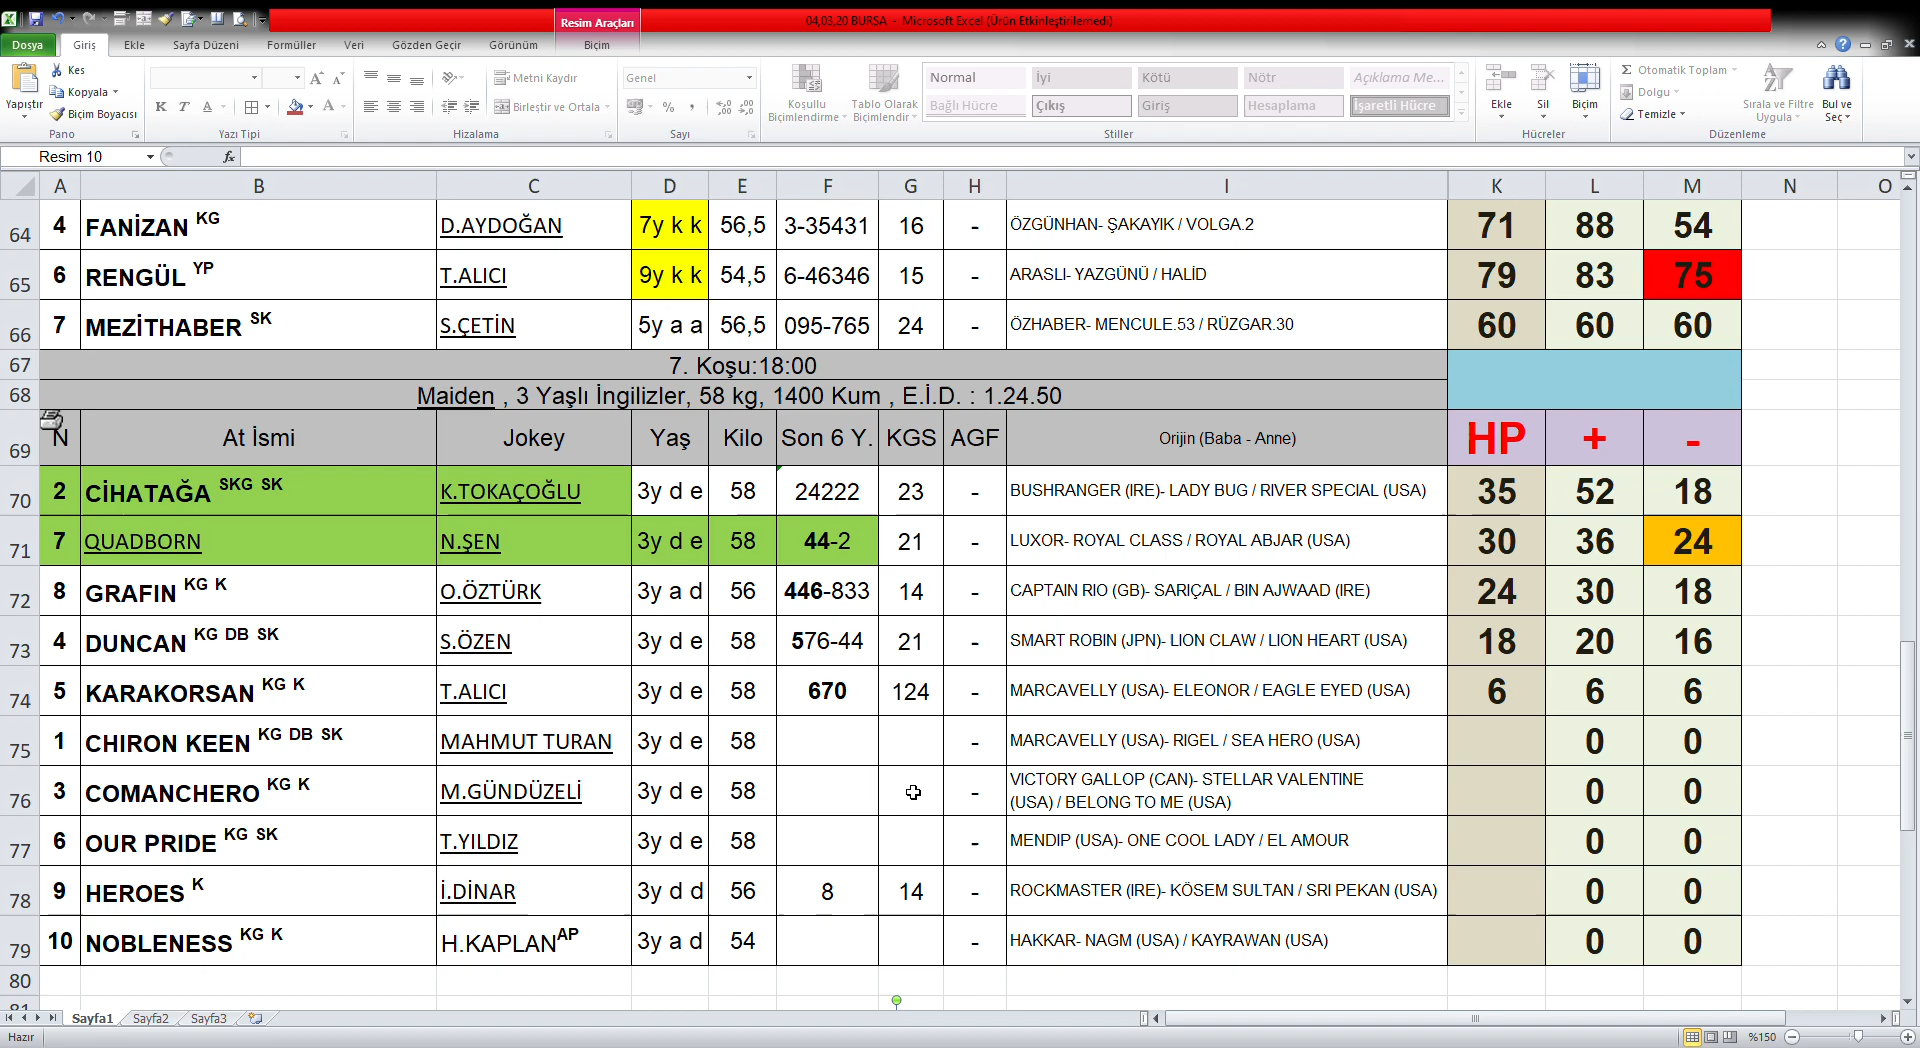 Resim Araçları
04,03,20 BURSA - Microsoft Excel (Ürün Etkinleştirilemedi)
Dosya Giriş Ekle Sayfa Düzeni Formüller Veri Gözden Geçir Görünüm Biçim
Yapıştır
Kes
Kopyala
Biçim Boyacısı
Pano
K T A
Yazı Tipi
Metni Kaydır
Birleştir ve Ortala
Hizalama
Genel
Sayı
Koşullu Biçimlendirme
Tablo Olarak Biçimlendir
Normal İyi Kötü Nötr Açıklama Me...
Bağlı Hücre Çıkış Giriş Hesaplama İşaretli Hücre
Stiller
Ekle Sil Biçim
Hücreler
Σ Otomatik Toplam
Dolgu
Temizle
Sırala ve Filtre Uygula
Bul ve Seç
Düzenleme
Resim 10 fx
A B C D E F G H I K L M N O
64 4 FANİZAN KG D.AYDOĞAN 7y k k 56,5 3-35431 16 - ÖZGÜNHAN- ŞAKAYIK / VOLGA.2 71 88 54
65 6 RENGÜL YP T.ALICI 9y k k 54,5 6-46346 15 - ARASLI- YAZGÜNÜ / HALİD 79 83 75
66 7 MEZİTHABER SK S.ÇETİN 5y a a 56,5 095-765 24 - ÖZHABER- MENCULE.53 / RÜZGAR.30 60 60 60
67 7. Koşu:18:00
68 Maiden , 3 Yaşlı İngilizler, 58 kg, 1400 Kum , E.İ.D. : 1.24.50
69 N At İsmi Jokey Yaş Kilo Son 6 Y. KGS AGF Orijin (Baba - Anne) HP + -
70 2 CİHATAĞA SKG SK K.TOKAÇOĞLU 3y d e 58 24222 23 - BUSHRANGER (IRE)- LADY BUG / RIVER SPECIAL (USA) 35 52 18
71 7 QUADBORN N.ŞEN 3y d e 58 44-2 21 - LUXOR- ROYAL CLASS / ROYAL ABJAR (USA) 30 36 24
72 8 GRAFIN KG K O.ÖZTÜRK 3y a d 56 446-833 14 - CAPTAIN RIO (GB)- SARIÇAL / BIN AJWAAD (IRE) 24 30 18
73 4 DUNCAN KG DB SK S.ÖZEN 3y d e 58 576-44 21 - SMART ROBIN (JPN)- LION CLAW / LION HEART (USA) 18 20 16
74 5 KARAKORSAN KG K T.ALICI 3y d e 58 670 124 - MARCAVELLY (USA)- ELEONOR / EAGLE EYED (USA) 6 6 6
75 1 CHIRON KEEN KG DB SK MAHMUT TURAN 3y d e 58 - MARCAVELLY (USA)- RIGEL / SEA HERO (USA) 0 0
76 3 COMANCHERO KG K M.GÜNDÜZELİ 3y d e 58 - VICTORY GALLOP (CAN)- STELLAR VALENTINE (USA) / BELONG TO ME (USA) 0 0
77 6 OUR PRIDE KG SK T.YILDIZ 3y d e 58 - MENDIP (USA)- ONE COOL LADY / EL AMOUR 0 0
78 9 HEROES K İ.DİNAR 3y d d 56 8 14 - ROCKMASTER (IRE)- KÖSEM SULTAN / SRI PEKAN (USA) 0 0
79 10 NOBLENESS KG K H.KAPLAN AP 3y a d 54 - HAKKAR- NAGM (USA) / KAYRAWAN (USA) 0 0
80
81
Sayfa1 Sayfa2 Sayfa3
Hazır %150